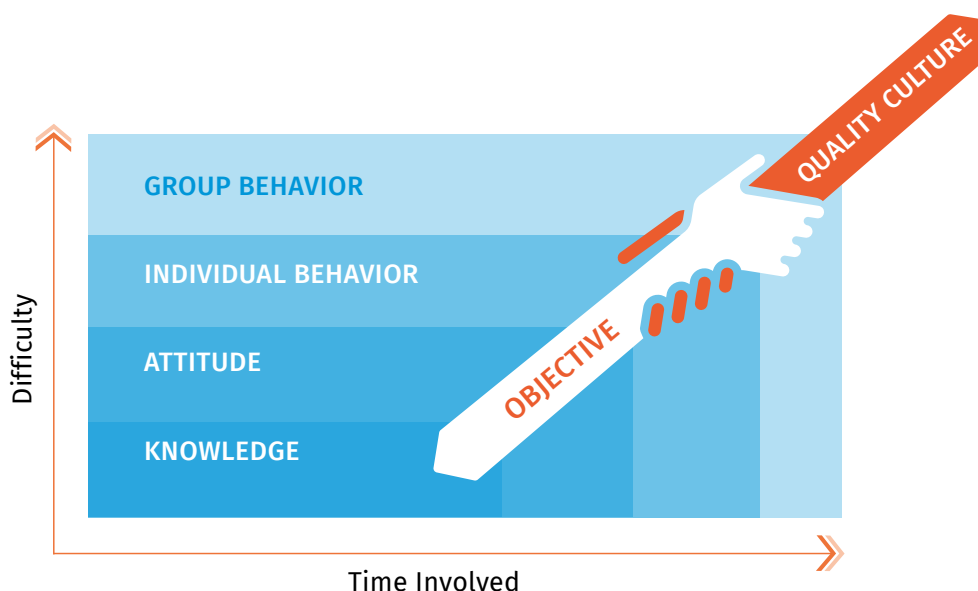 QUALITY CULTURE
GROUP BEHAVIOR
INDIVIDUAL BEHAVIOR
ATTITUDE
OBJECTIVE
KNOWLEDGE
Difficulty
Time Involved